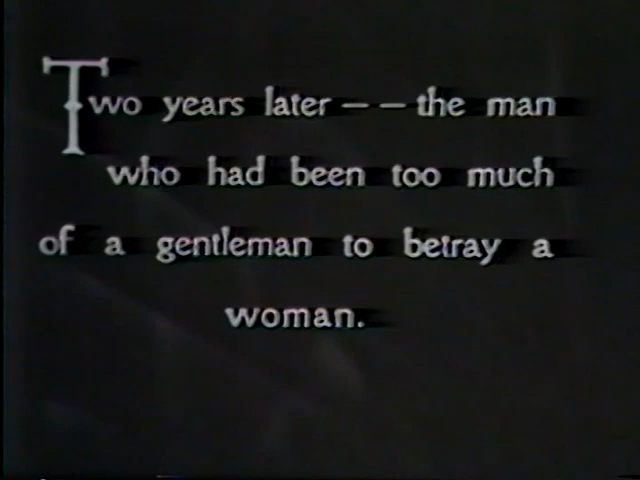 Two years later — — the man
who had been too much
of a gentleman to betray a
woman.